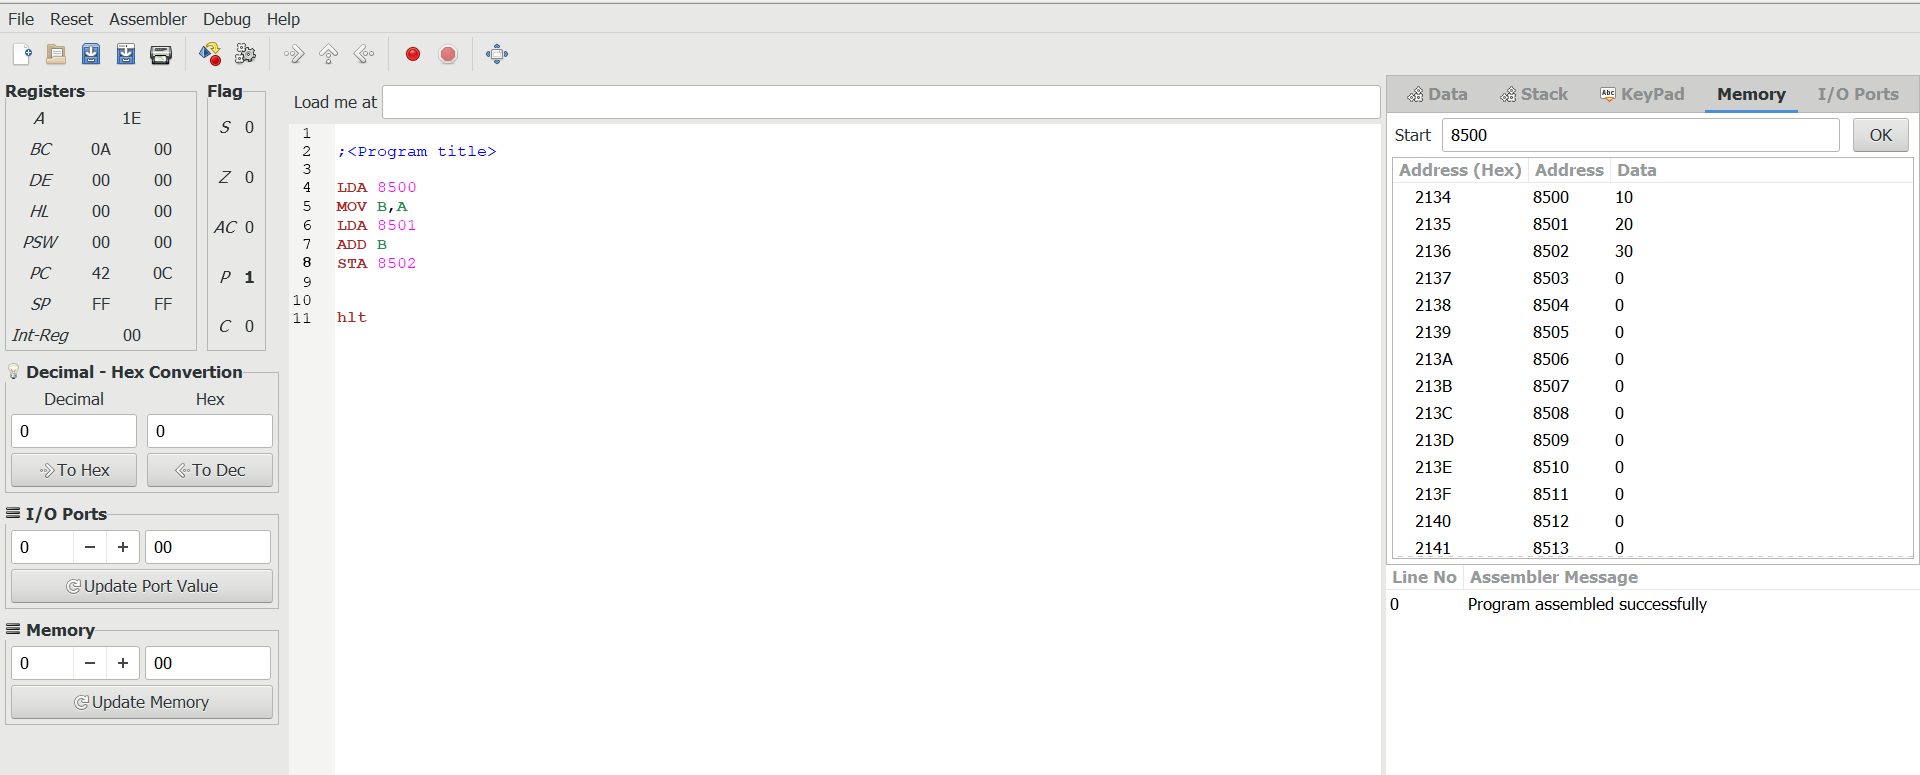 File Reset Assembler Debug Help
Registers
A 1E
BC 0A 00
DE 00 00
HL 00 00
PSW 00 00
PC 42 0C
SP FF FF
Int-Reg 00
Flag
S 0
Z 0
AC 0
P 1
C 0
Decimal - Hex Convertion
Decimal Hex
0 0
To Hex To Dec
I/O Ports
0 − + 00
Update Port Value
Memory
0 − + 00
Update Memory
Load me at
1
2 ;<Program title>
3
4 LDA 8500
5 MOV B,A
6 LDA 8501
7 ADD B
8 STA 8502
9
10
11 hlt
Data Stack Abc KeyPad Memory I/O Ports
Start 8500 OK
Address (Hex) Address Data
2134 8500 10
2135 8501 20
2136 8502 30
2137 8503 0
2138 8504 0
2139 8505 0
213A 8506 0
213B 8507 0
213C 8508 0
213D 8509 0
213E 8510 0
213F 8511 0
2140 8512 0
2141 8513 0
Line No Assembler Message
0 Program assembled successfully